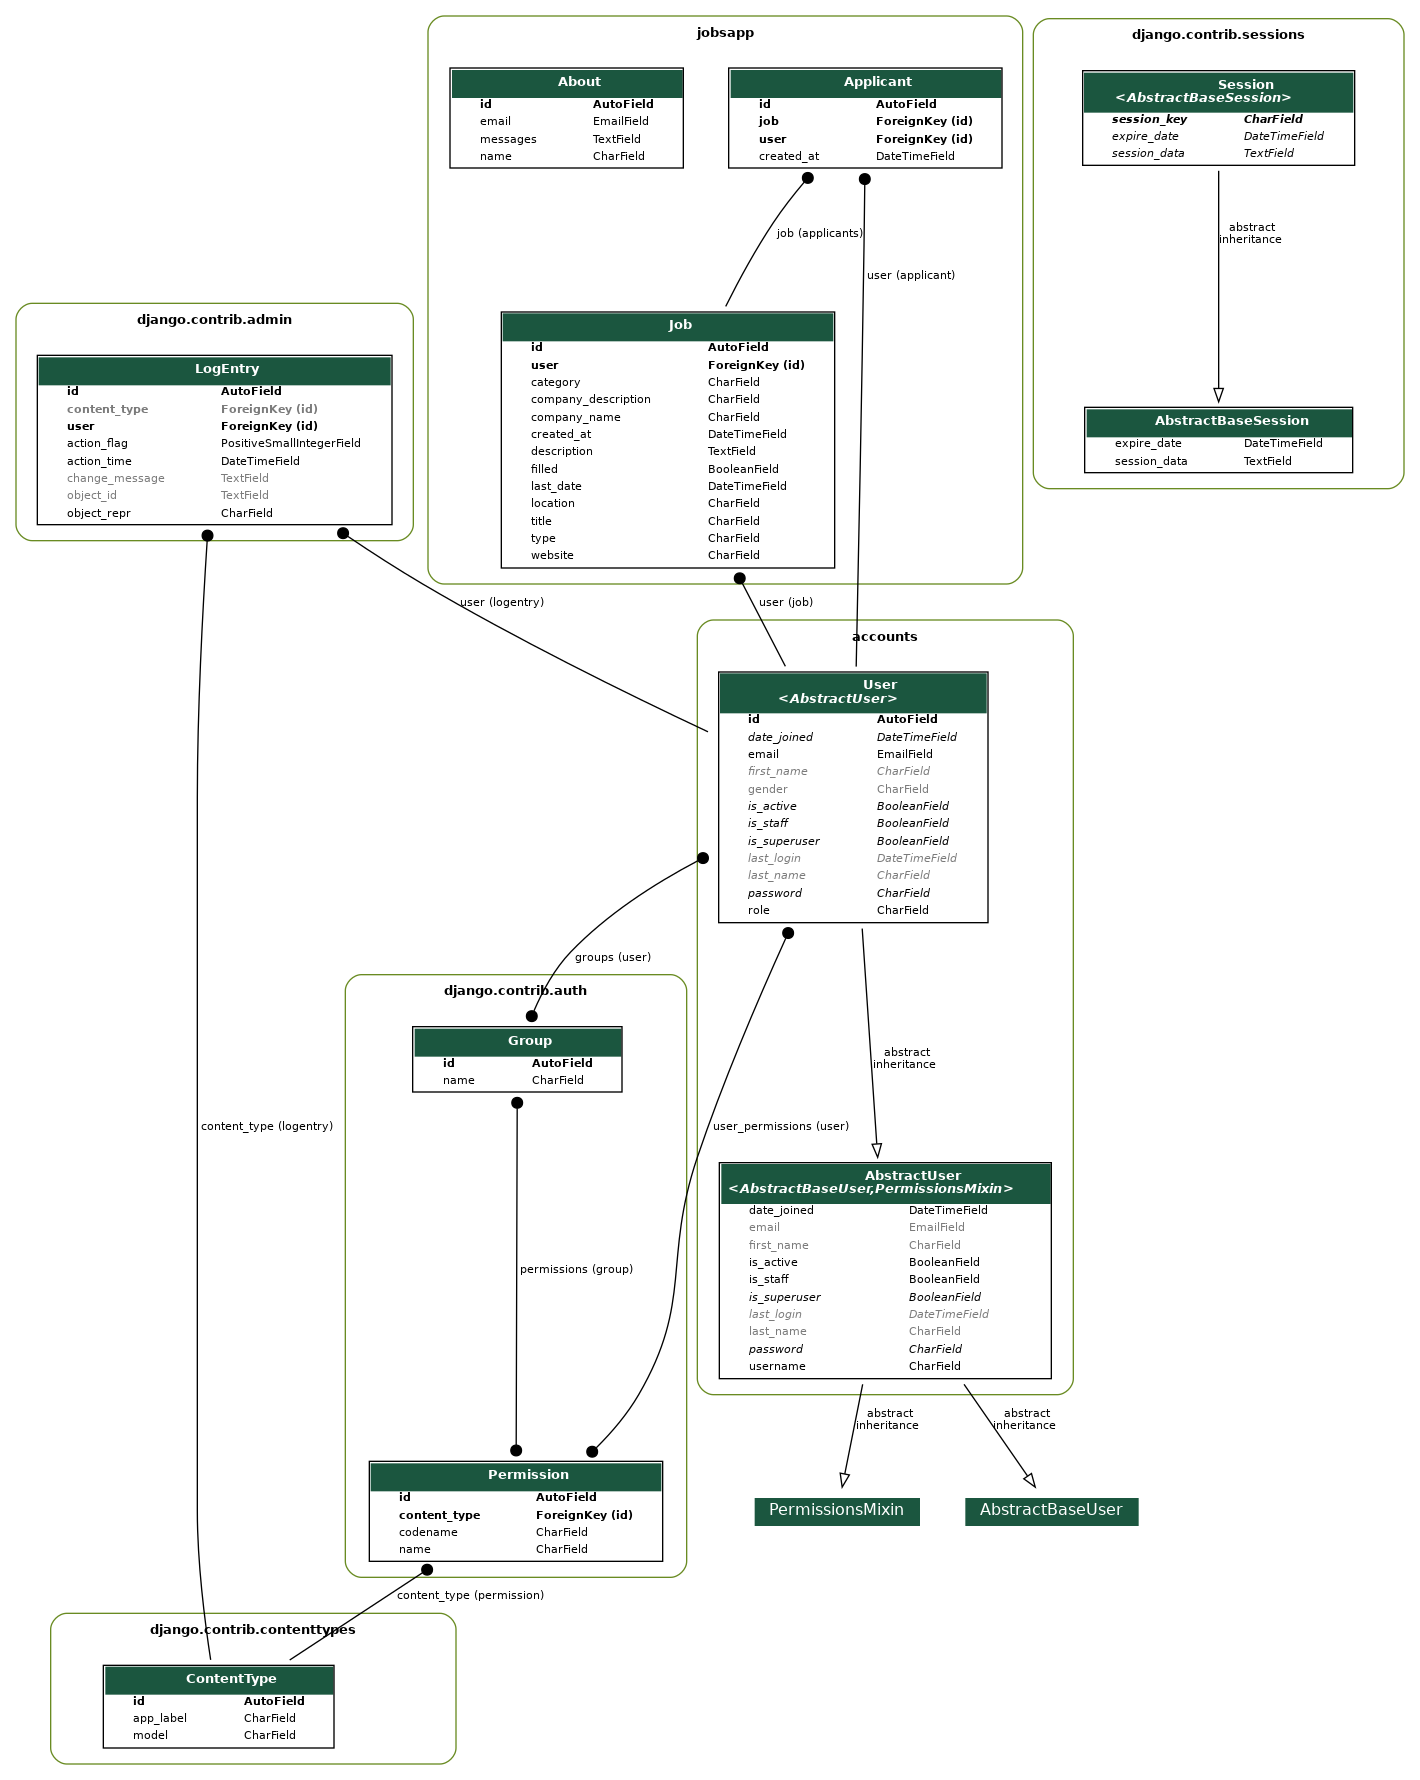 jobsapp
About
id AutoField
email EmailField
messages TextField
name CharField
Applicant
id AutoField
job ForeignKey (id)
user ForeignKey (id)
created_at DateTimeField
job (applicants)
user (applicant)
Job
id AutoField
user ForeignKey (id)
category CharField
company_description CharField
company_name CharField
created_at DateTimeField
description TextField
filled BooleanField
last_date DateTimeField
location CharField
title CharField
type CharField
website CharField
django.contrib.sessions
Session
<AbstractBaseSession>
session_key CharField
expire_date DateTimeField
session_data TextField
abstract
inheritance
AbstractBaseSession
expire_date DateTimeField
session_data TextField
django.contrib.admin
LogEntry
id AutoField
content_type ForeignKey (id)
user ForeignKey (id)
action_flag PositiveSmallIntegerField
action_time DateTimeField
change_message TextField
object_id TextField
object_repr CharField
user (logentry)
user (job)
accounts
User
<AbstractUser>
id AutoField
date_joined DateTimeField
email EmailField
first_name CharField
gender CharField
is_active BooleanField
is_staff BooleanField
is_superuser BooleanField
last_login DateTimeField
last_name CharField
password CharField
role CharField
groups (user)
django.contrib.auth
Group
id AutoField
name CharField
abstract
inheritance
content_type (logentry)
user_permissions (user)
AbstractUser
<AbstractBaseUser,PermissionsMixin>
date_joined DateTimeField
email EmailField
first_name CharField
is_active BooleanField
is_staff BooleanField
is_superuser BooleanField
last_login DateTimeField
last_name CharField
password CharField
username CharField
permissions (group)
abstract
inheritance
abstract
inheritance
PermissionsMixin
AbstractBaseUser
Permission
id AutoField
content_type ForeignKey (id)
codename CharField
name CharField
content_type (permission)
django.contrib.contenttypes
ContentType
id AutoField
app_label CharField
model CharField